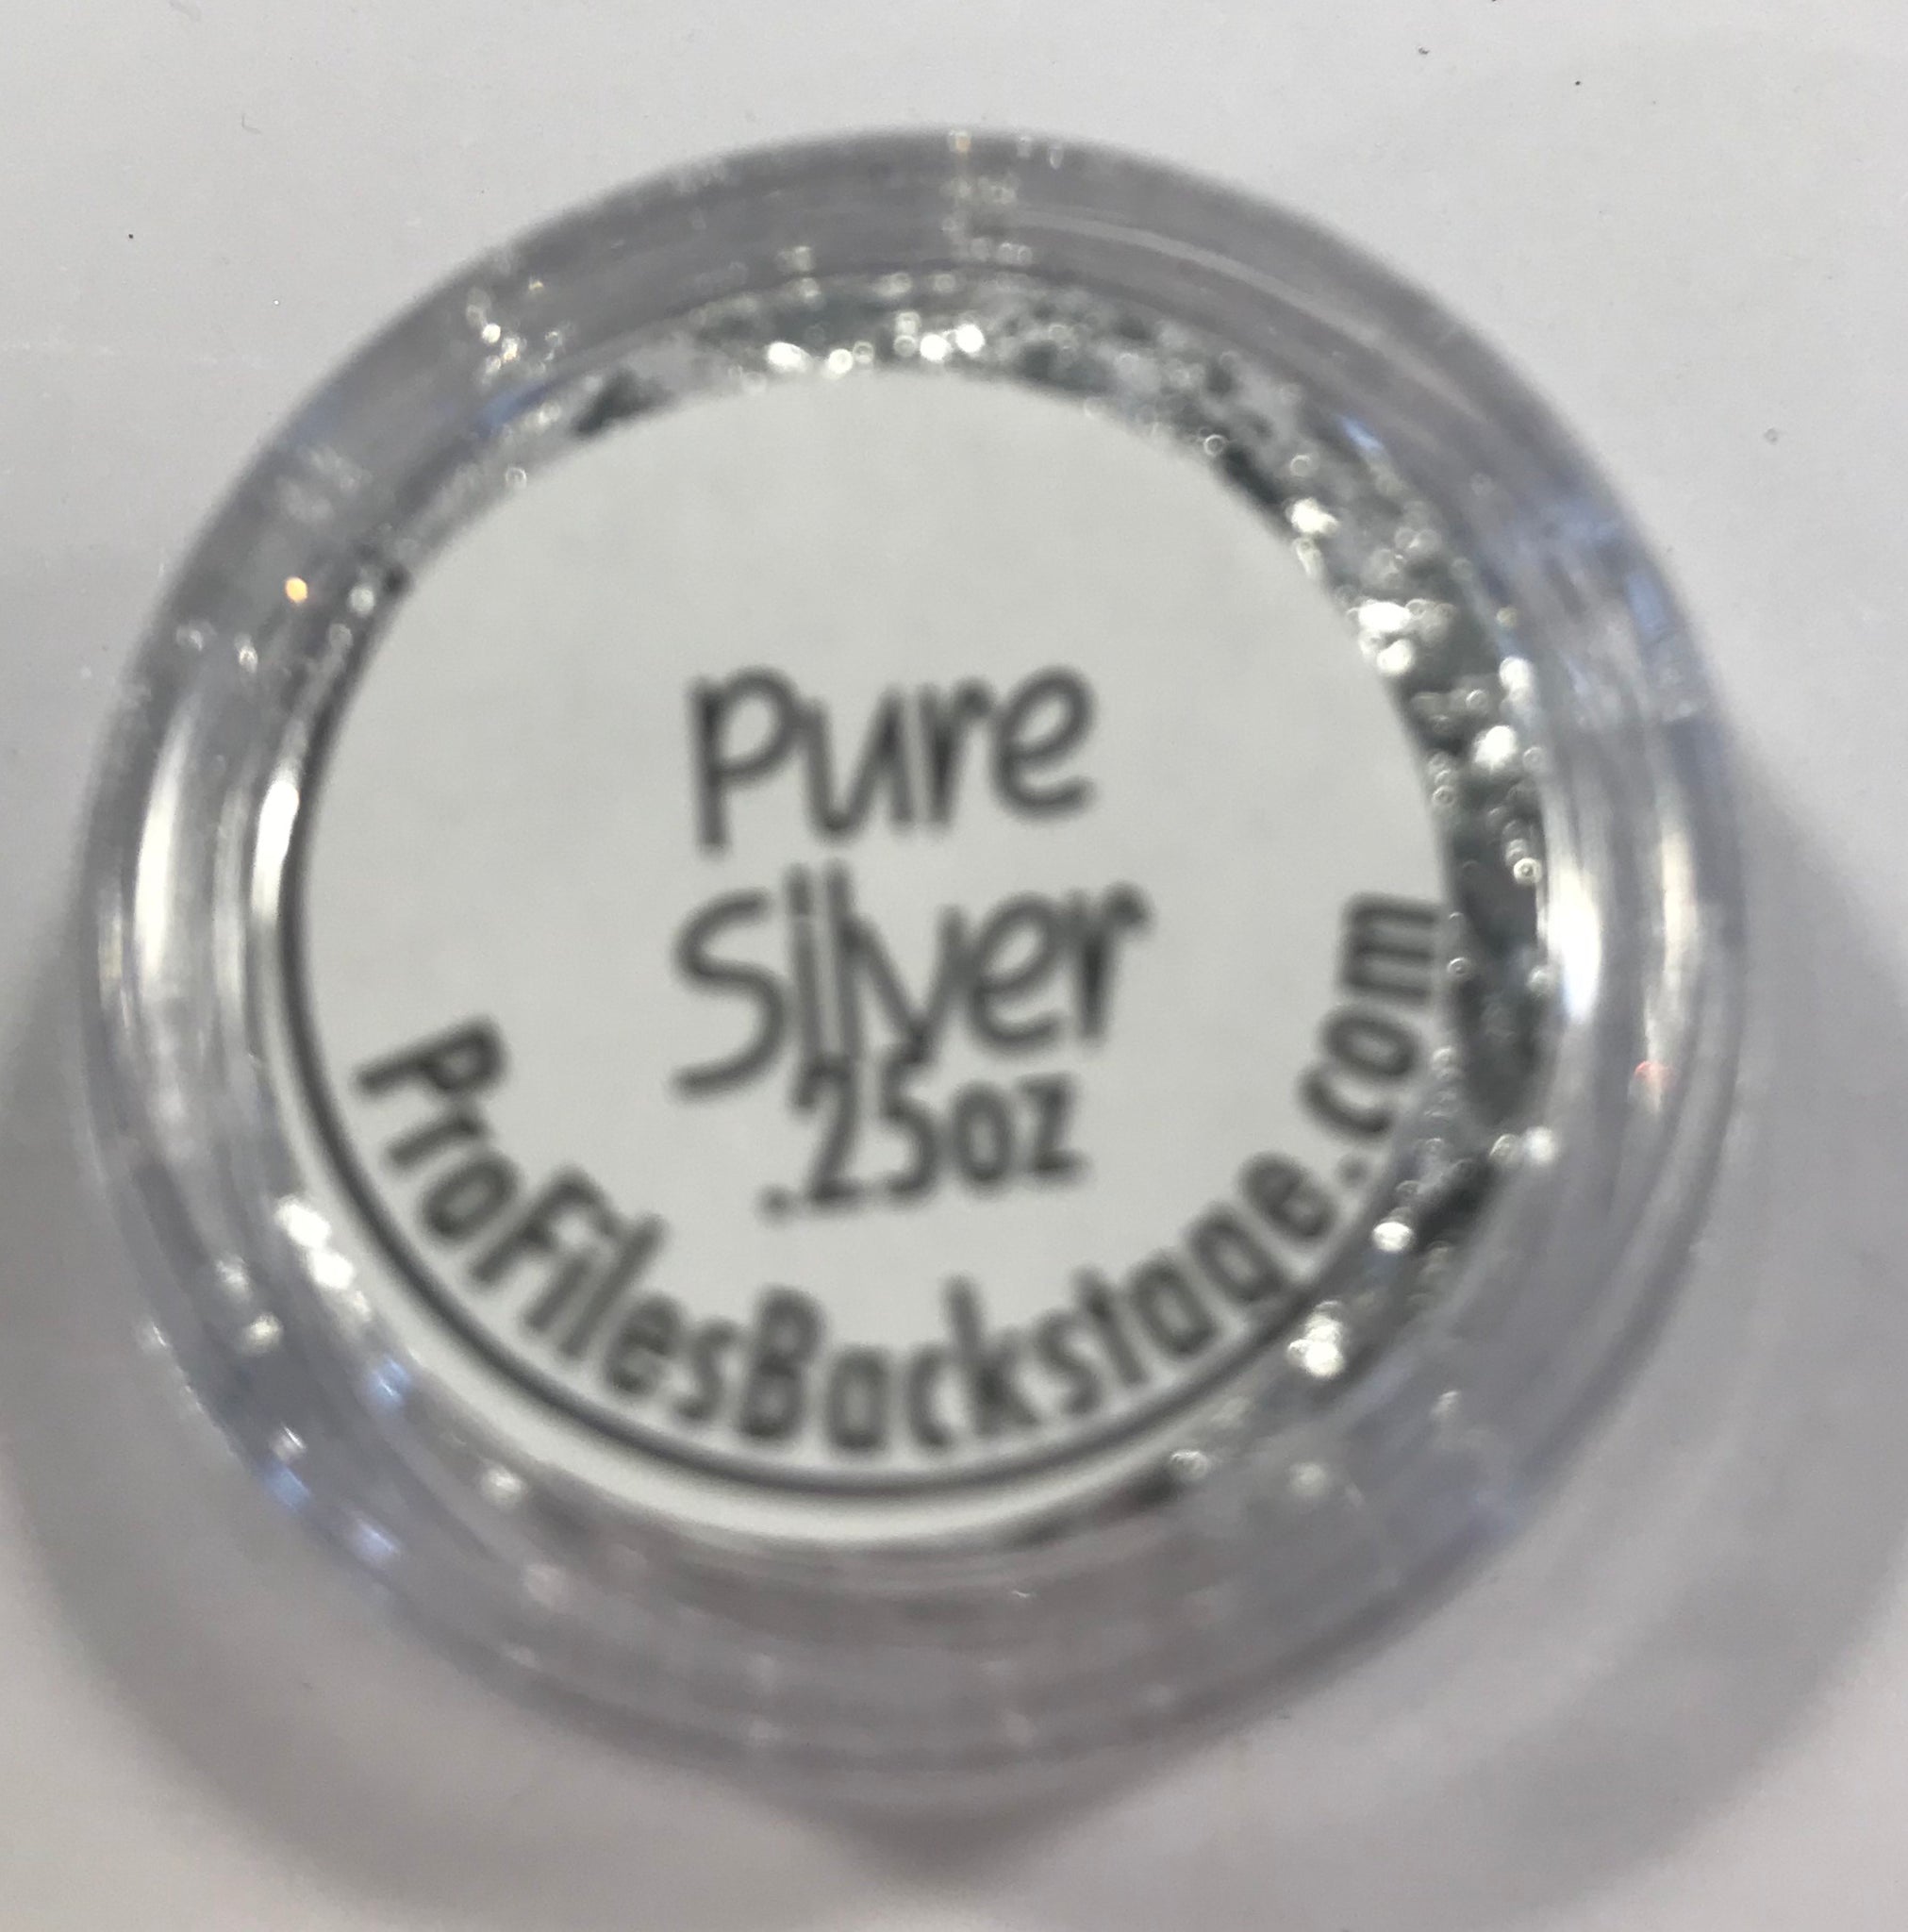 Pure
Silver
.25oz
ProFilesBackstage.com